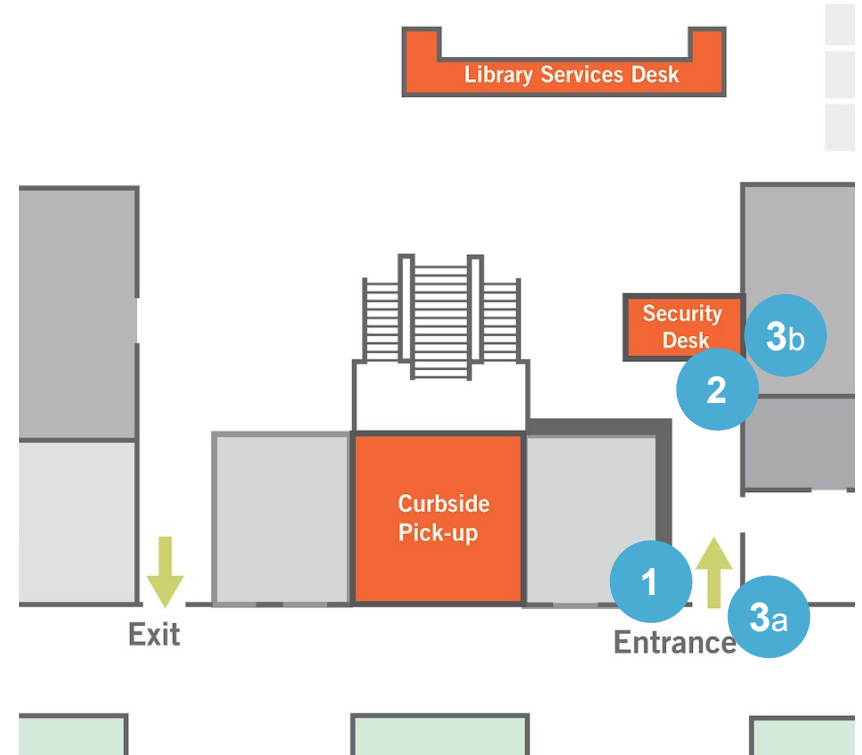 Library Services Desk
Security
Desk
3b
2
Curbside
Pick-up
1
3a
Exit
Entrance